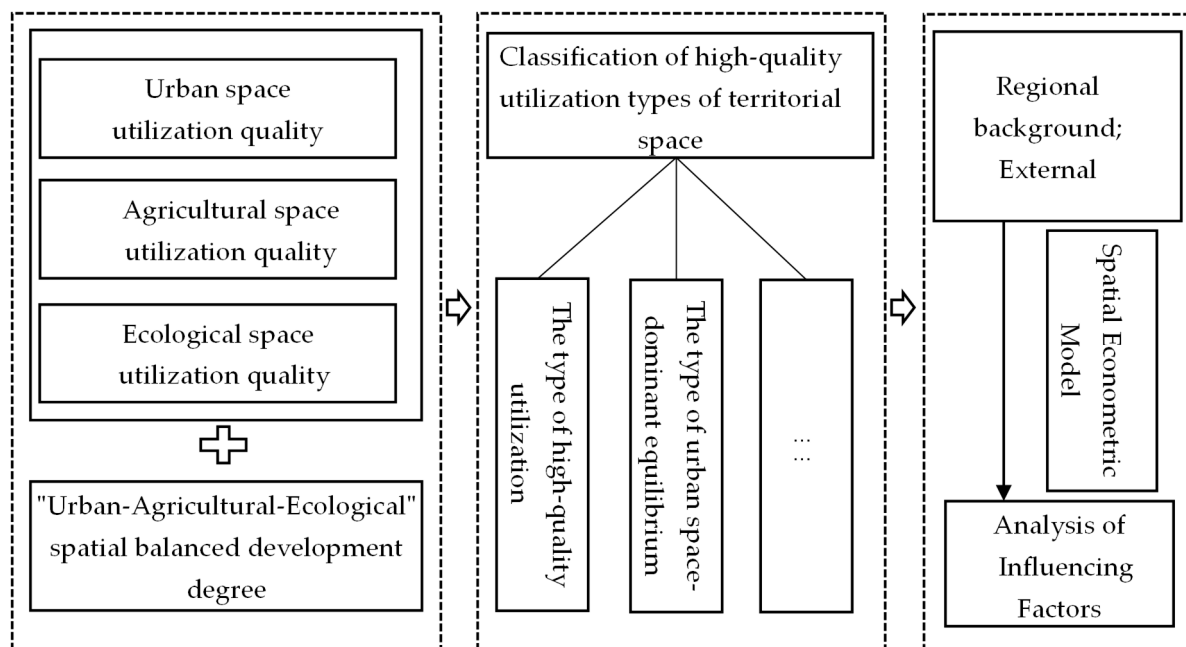 Urban space
utilization quality
Agricultural space
utilization quality
Ecological space
utilization quality
"Urban-Agricultural-Ecological"
spatial balanced development
degree
Classification of high-quality
utilization types of territorial
space
The type of high-quality
utilization
The type of urban space-
dominant equilibrium
……
Regional
background;
External
Spatial Econometric
Model
Analysis of
Influencing
Factors